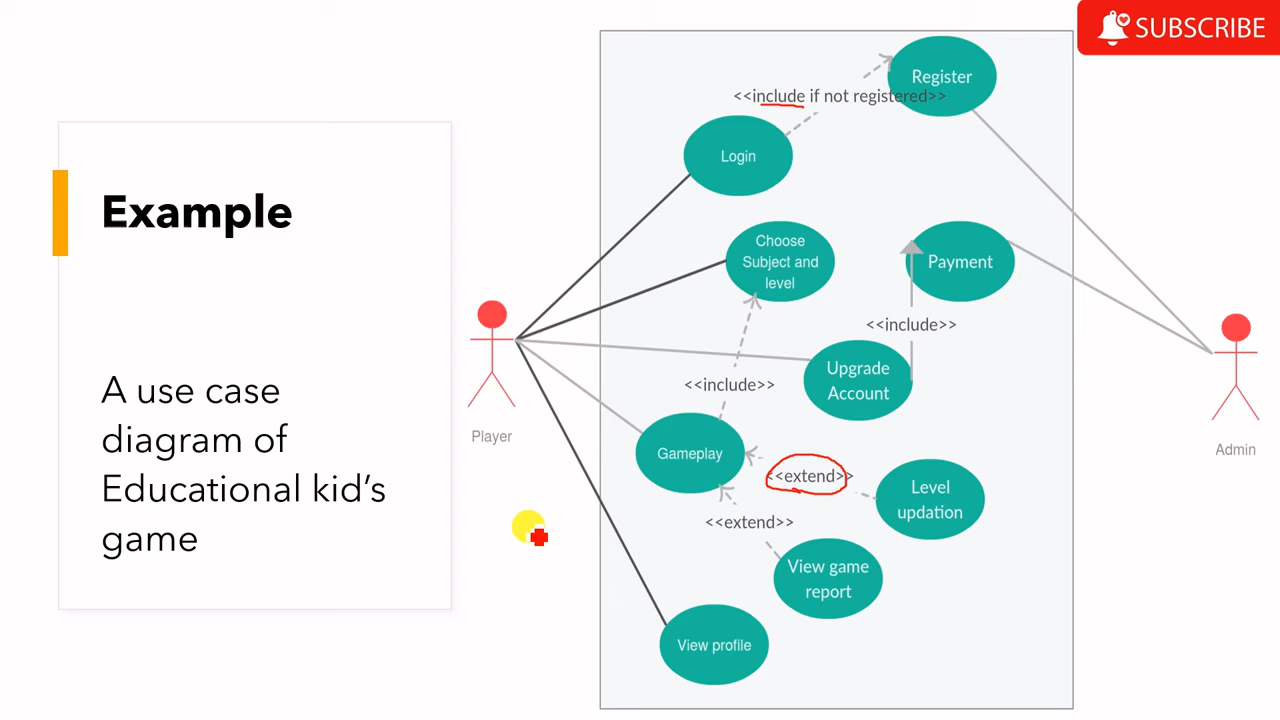 SUBSCRIBE
Example
A use case
diagram of
Educational kid’s
game
Register
<<include if not registered>>
Login
Choose
Subject and
level
Payment
<<include>>
Upgrade
Account
<<include>>
Gameplay
<<extend>>
Level
updation
<<extend>>
View game
report
View profile
Player
Admin